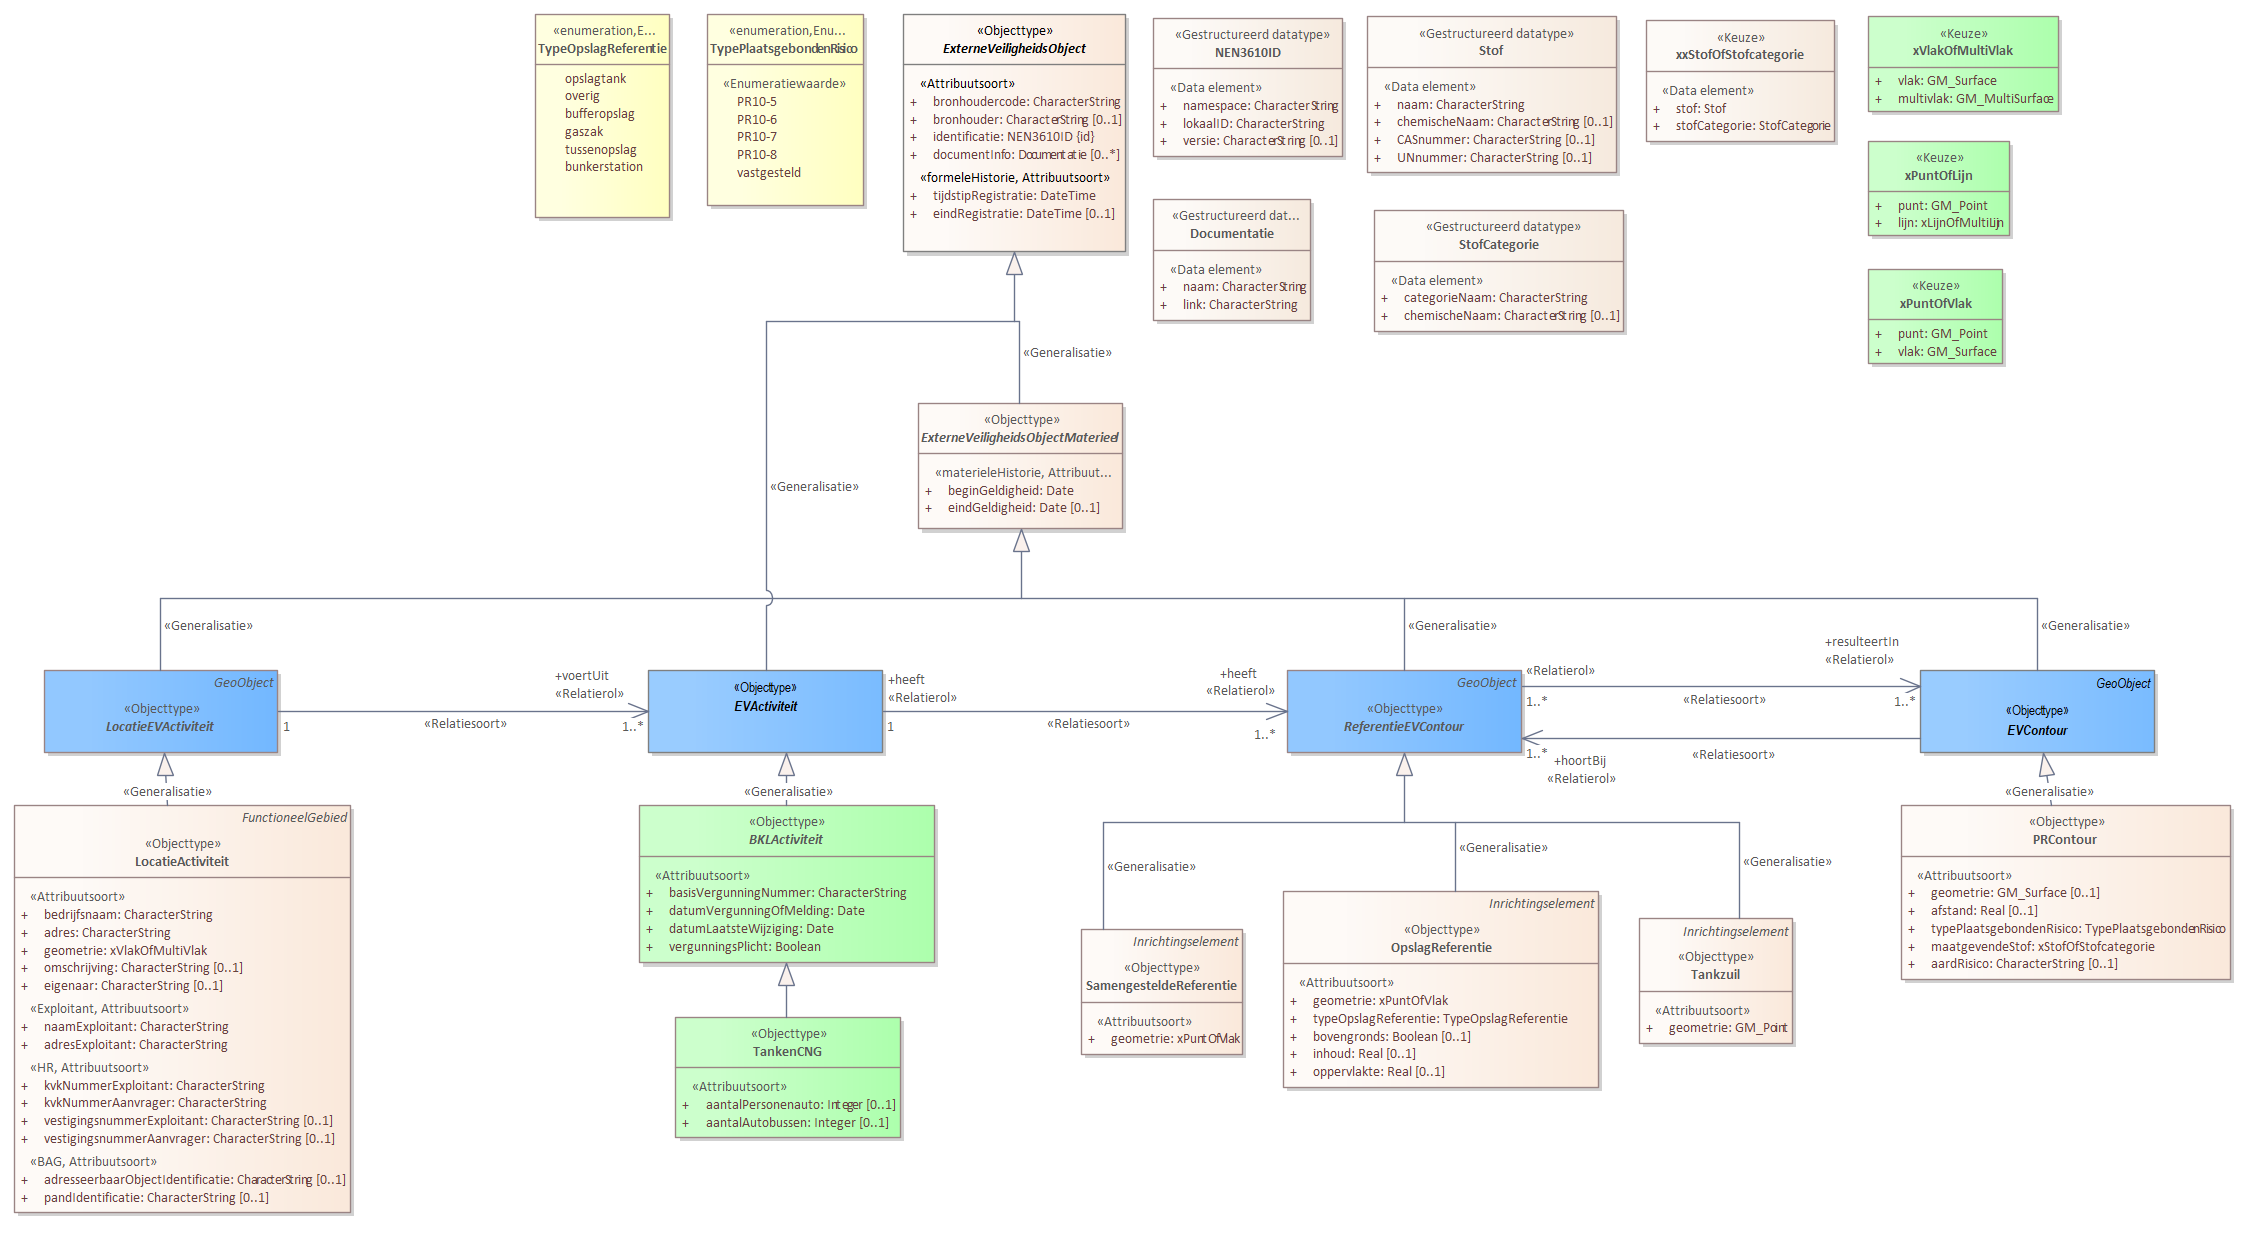 «enumeration,E...
TypeOpslagReferentie
opslagtank
overig
bufferopslag
gaszak
tussenopslag
bunkerstation
«enumeration,Enu...
TypePlaatsgebondenRisico
«Enumeratiewaarde»
PR10-5
PR10-6
PR10-7
PR10-8
vastgesteld
«Objecttype»
ExterneVeiligheidsObject
«Attribuutsoort»
+ bronhoudercode: CharacterString
+ bronhouder: CharacterString [0..1]
+ identificatie: NEN3610ID {id}
+ documentInfo: Documentatie [0..*]
«formeleHistorie, Attribuutsoort»
+ tijdstipRegistratie: DateTime
+ eindRegistratie: DateTime [0..1]
«Gestructureerd datatype»
NEN3610ID
«Data element»
+ namespace: CharacterString
+ lokaalID: CharacterString
+ versie: CharacterString [0..1]
«Gestructureerd dat...
Documentatie
«Data element»
+ naam: CharacterString
+ link: CharacterString
«Gestructureerd datatype»
Stof
«Data element»
+ naam: CharacterString
+ chemischeNaam: CharacterString [0..1]
+ CASnummer: CharacterString [0..1]
+ UNnummer: CharacterString [0..1]
«Gestructureerd datatype»
StofCategorie
«Data element»
+ categorieNaam: CharacterString
+ chemischeNaam: CharacterString [0..1]
«Keuze»
xxStofOfStofcategorie
«Data element»
+ stof: Stof
+ stofCategorie: StofCategorie
«Keuze»
xVlakOfMultiVlak
+ vlak: GM_Surface
+ multivlak: GM_MultiSurface
«Keuze»
xPuntOfLijn
+ punt: GM_Point
+ lijn: xLijnOfMultiLijn
«Keuze»
xPuntOfVlak
+ punt: GM_Point
+ vlak: GM_Surface
«Generalisatie»
«Objecttype»
ExterneVeiligheidsObjectMaterieel
«materieleHistorie, Attribuut...
+ beginGeldigheid: Date
+ eindGeldigheid: Date [0..1]
«Generalisatie»
«Generalisatie»
«Generalisatie»
«Generalisatie»
GeoObject
«Objecttype»
LocatieEVActiviteit
1
«Relatiesoort»
+voertUit
«Relatierol»
1..*
«Objecttype»
EVActiviteit
+heeft
«Relatierol»
1
«Relatiesoort»
+heeft
«Relatierol»
1..*
GeoObject
«Objecttype»
ReferentieEVContour
«Relatierol»
1..*
«Relatiesoort»
+resulteertIn
«Relatierol»
1..*
1..*
+hoortBij
«Relatierol»
«Relatiesoort»
GeoObject
«Objecttype»
EVContour
«Generalisatie»
FunctioneelGebied
«Objecttype»
LocatieActiviteit
«Attribuutsoort»
+ bedrijfsnaam: CharacterString
+ adres: CharacterString
+ geometrie: xVlakOfMultiVlak
+ omschrijving: CharacterString [0..1]
+ eigenaar: CharacterString [0..1]
«Exploitant, Attribuutsoort»
+ naamExploitant: CharacterString
+ adresExploitant: CharacterString
«HR, Attribuutsoort»
+ kvkNummerExploitant: CharacterString
+ kvkNummerAanvrager: CharacterString
+ vestigingsnummerExploitant: CharacterString [0..1]
+ vestigingsnummerAanvrager: CharacterString [0..1]
«BAG, Attribuutsoort»
+ adresseerbaarObjectIdentificatie: CharacterString [0..1]
+ pandIdentificatie: CharacterString [0..1]
«Generalisatie»
«Objecttype»
BKLActiviteit
«Attribuutsoort»
+ basisVergunningNummer: CharacterString
+ datumVergunningOfMelding: Date
+ datumLaatsteWijziging: Date
+ vergunningsPlicht: Boolean
«Objecttype»
TankenCNG
«Attribuutsoort»
+ aantalPersonenauto: Integer [0..1]
+ aantalAutobussen: Integer [0..1]
«Generalisatie»
«Generalisatie»
«Generalisatie»
Inrichtingselement
«Objecttype»
SamengesteldeReferentie
«Attribuutsoort»
+ geometrie: xPuntOfVlak
Inrichtingselement
«Objecttype»
OpslagReferentie
«Attribuutsoort»
+ geometrie: xPuntOfVlak
+ typeOpslagReferentie: TypeOpslagReferentie
+ bovengronds: Boolean [0..1]
+ inhoud: Real [0..1]
+ oppervlakte: Real [0..1]
Inrichtingselement
«Objecttype»
Tankzuil
«Attribuutsoort»
+ geometrie: GM_Point
«Generalisatie»
«Objecttype»
PRContour
«Attribuutsoort»
+ geometrie: GM_Surface [0..1]
+ afstand: Real [0..1]
+ typePlaatsgebondenRisico: TypePlaatsgebondenRisico
+ maatgevendeStof: xStofOfStofcategorie
+ aardRisico: CharacterString [0..1]